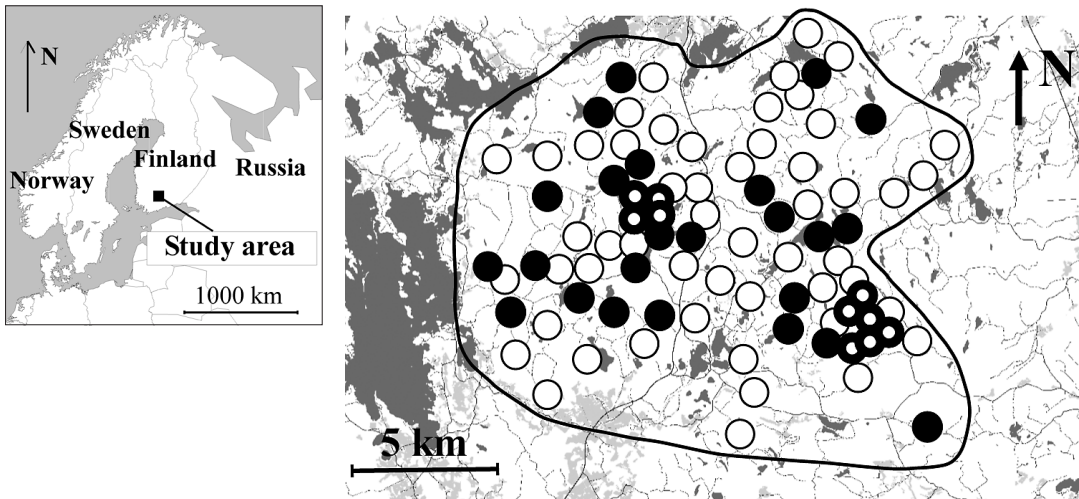 N
Sweden
Finland
Norway
Russia
Study area
1000 km
N
5 km